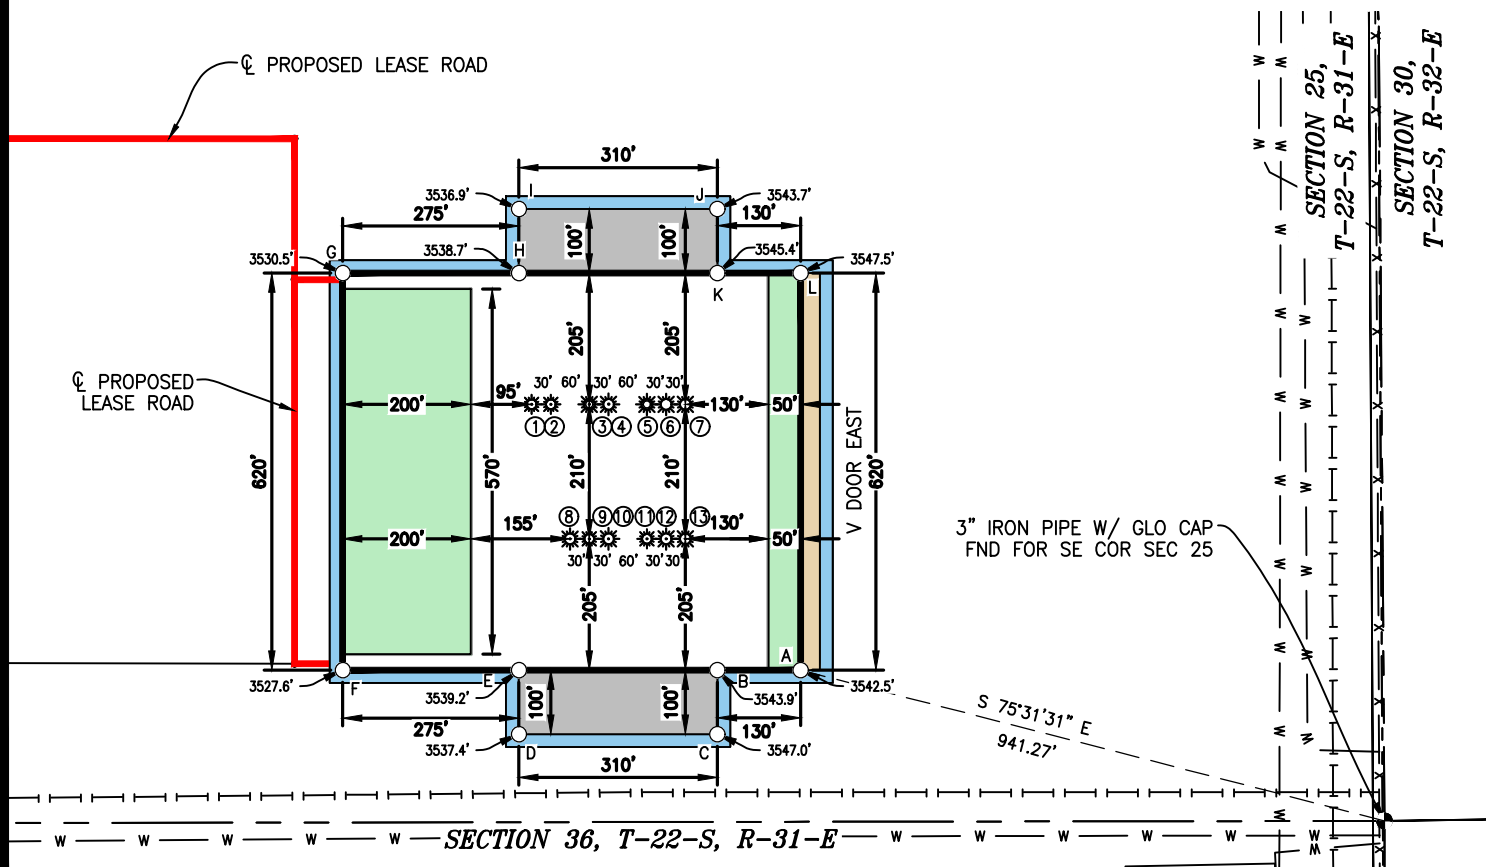 ℄ PROPOSED LEASE ROAD
310'
I
J
3536.9'
3543.7'
275'
130'
100'
100'
G
H
3530.5'
3538.7'
3545.4'
3547.5'
K
L
205'
205'
℄ PROPOSED
LEASE ROAD
95'
30' 60' 30' 60' 30' 30'
200'
130'
50'
1 2 3 4 5 6 7
620'
570'
210'
210'
V DOOR EAST
620'
155'
8 9 10 11 12 13
130'
200'
50'
30' 30' 60' 30' 30'
205'
205'
A
F
E
B
3527.6'
3539.2'
3543.9'
3542.5'
100'
100'
275'
130'
3537.4'
D
C
3547.0'
310'
S 75°31'31" E
941.27'
3" IRON PIPE W/ GLO CAP
FND FOR SE COR SEC 25
SECTION 25,
T-22-S, R-31-E
SECTION 30,
T-22-S, R-32-E
W W W W W SECTION 36, T-22-S, R-31-E W W W W W W